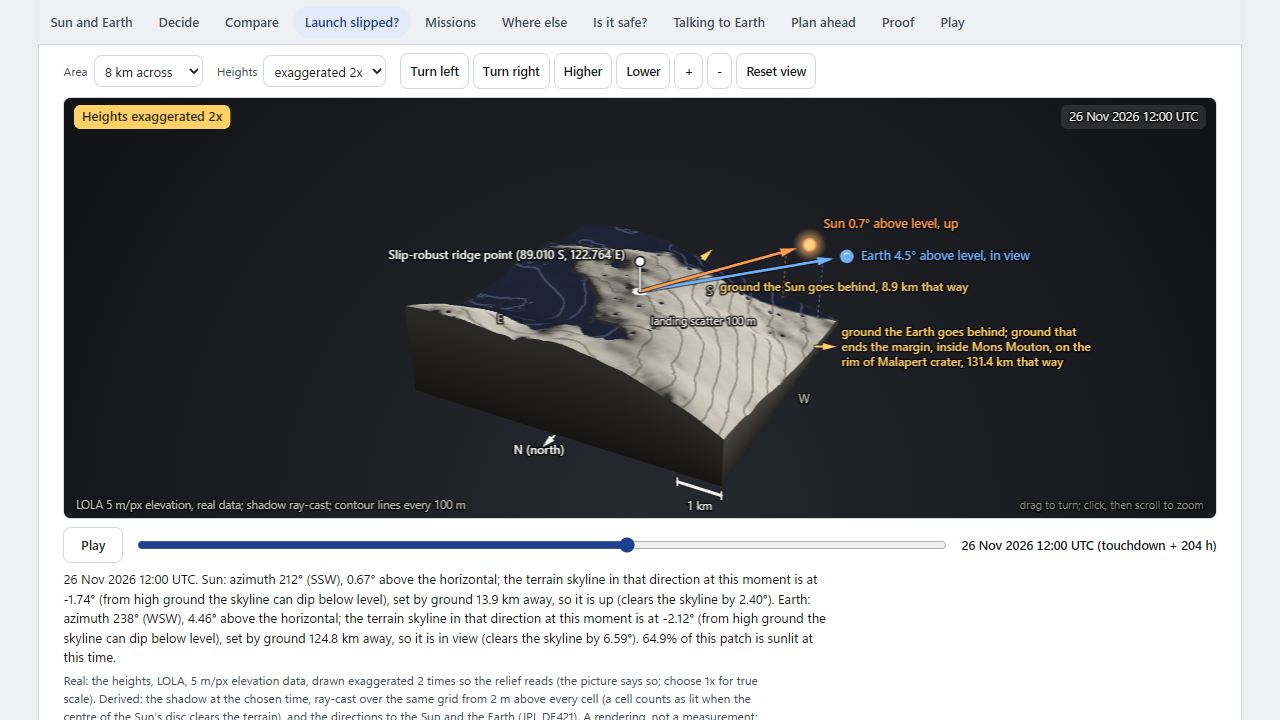 Sun and Earth Decide Compare Launch slipped? Missions Where else Is it safe? Talking to Earth Plan ahead Proof Play
Area 8 km across Heights exaggerated 2x Turn left Turn right Higher Lower + - Reset view
Heights exaggerated 2x
26 Nov 2026 12:00 UTC
Sun 0.7° above level, up
Slip-robust ridge point (89.010 S, 122.764 E)
Earth 4.5° above level, in view
S
ground the Sun goes behind, 8.9 km that way
E
landing scatter 100 m
ground the Earth goes behind; ground that
ends the margin, inside Mons Mouton, on the
rim of Malapert crater, 131.4 km that way
W
N (north)
1 km
LOLA 5 m/px elevation, real data; shadow ray-cast; contour lines every 100 m
drag to turn; click, then scroll to zoom
Play 26 Nov 2026 12:00 UTC (touchdown + 204 h)
26 Nov 2026 12:00 UTC. Sun: azimuth 212° (SSW), 0.67° above the horizontal; the terrain skyline in that direction at this moment is at
-1.74° (from high ground the skyline can dip below level), set by ground 13.9 km away, so it is up (clears the skyline by 2.40°). Earth:
azimuth 238° (WSW), 4.46° above the horizontal; the terrain skyline in that direction at this moment is at -2.12° (from high ground the
skyline can dip below level), set by ground 124.8 km away, so it is in view (clears the skyline by 6.59°). 64.9% of this patch is sunlit at
this time.
Real: the heights, LOLA, 5 m/px elevation data, drawn exaggerated 2 times so the relief reads (the picture says so; choose 1x for true
scale). Derived: the shadow at the chosen time, ray-cast over the same grid from 2 m above every cell (a cell counts as lit when the
centre of the Sun's disc clears the terrain), and the directions to the Sun and the Earth (JPL DE421). A rendering, not a measurement: